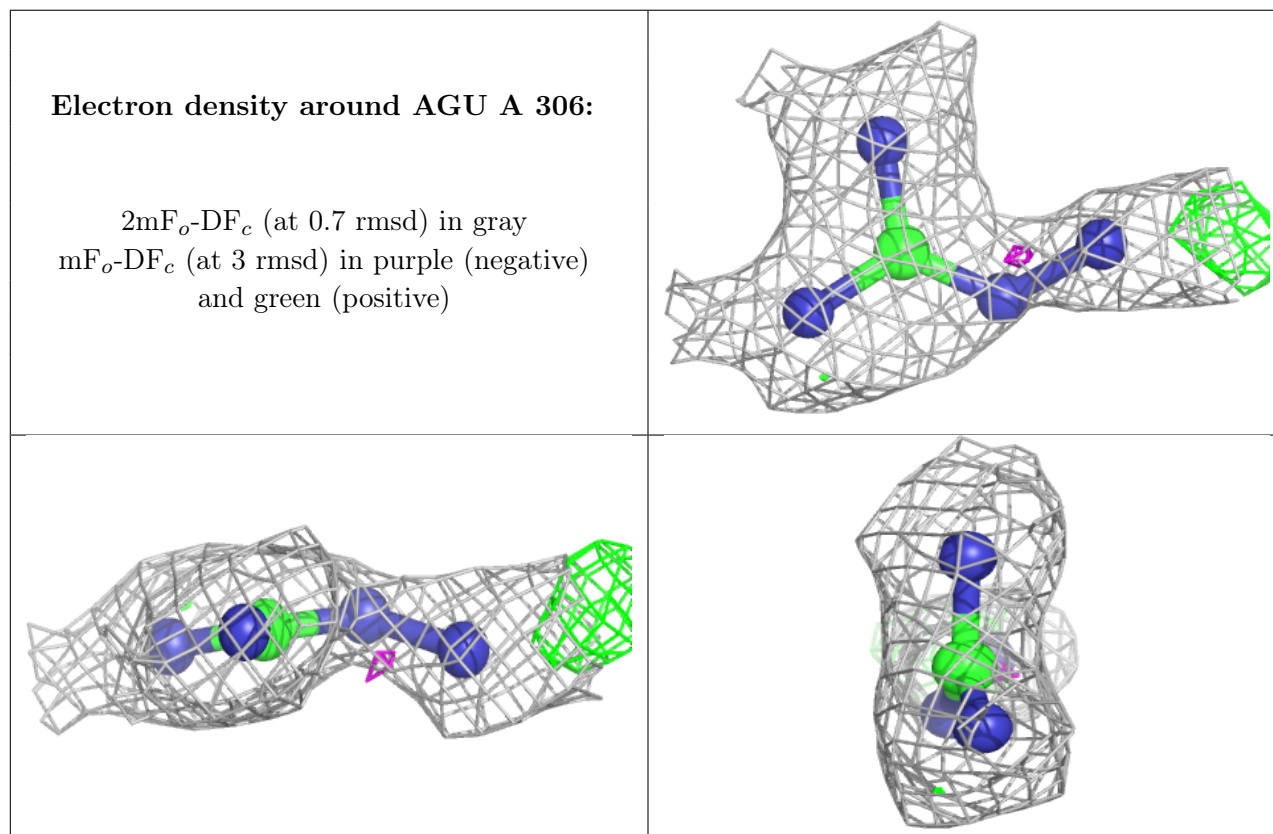 Electron density around AGU A 306:
2mFo-DFc (at 0.7 rmsd) in gray
mFo-DFc (at 3 rmsd) in purple (negative)
and green (positive)